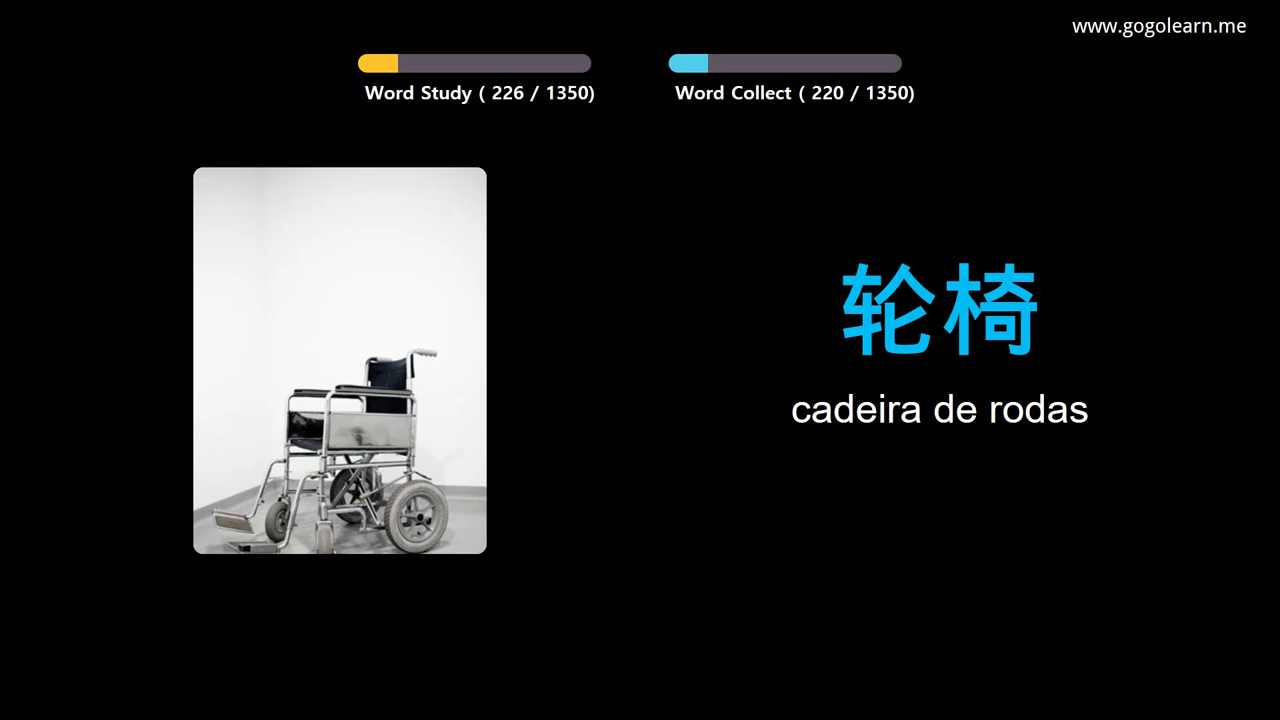 www.gogolearn.me
Word Study ( 226 / 1350)
Word Collect ( 220 / 1350)
轮椅
cadeira de rodas